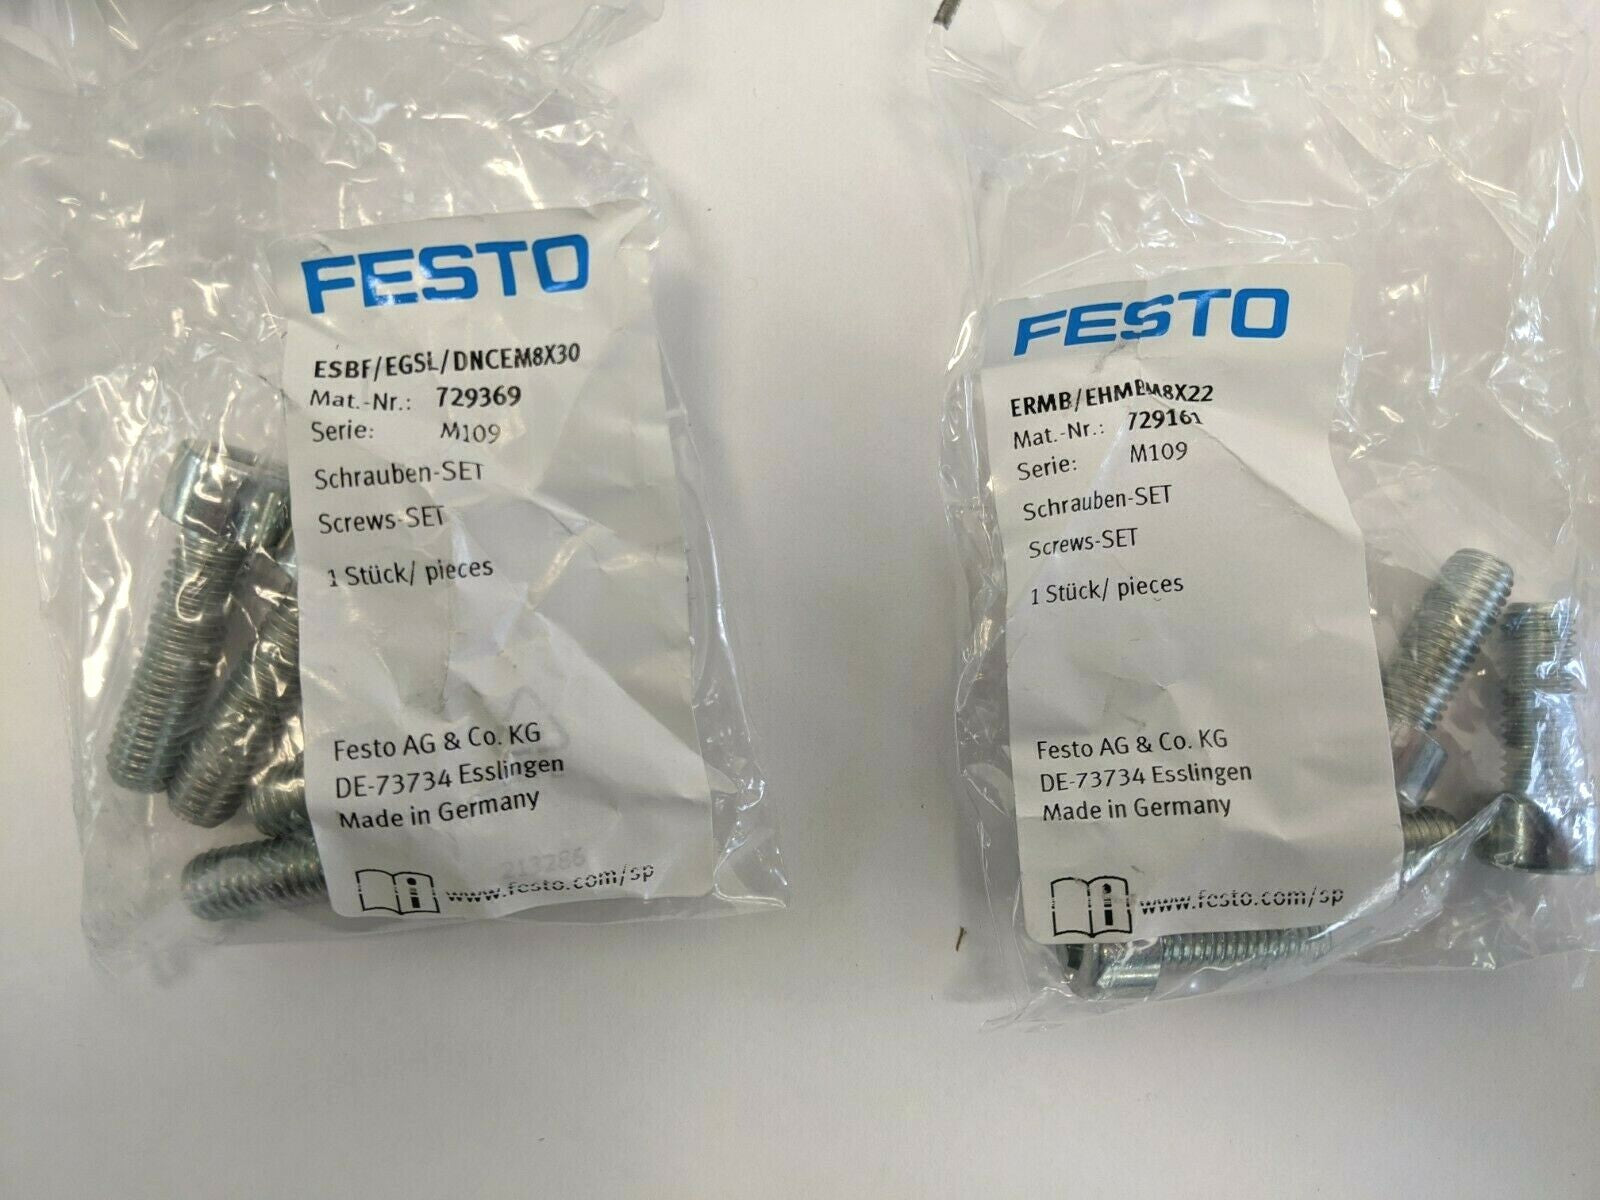 FESTO
ESBF/EGSL/DNCEM8X30
Mat.-Nr.: 729369
Serie: M109
Schrauben-SET
Screws-SET
1 Stück/ pieces
Festo AG & Co. KG
DE-73734 Esslingen
Made in Germany
213286
www.festo.com/sp
FESTO
ERMB/EHMBM8X22
Mat.-Nr.: 729161
Serie: M109
Schrauben-SET
Screws-SET
1 Stück/ pieces
Festo AG & Co. KG
DE-73734 Esslingen
Made in Germany
www.festo.com/sp